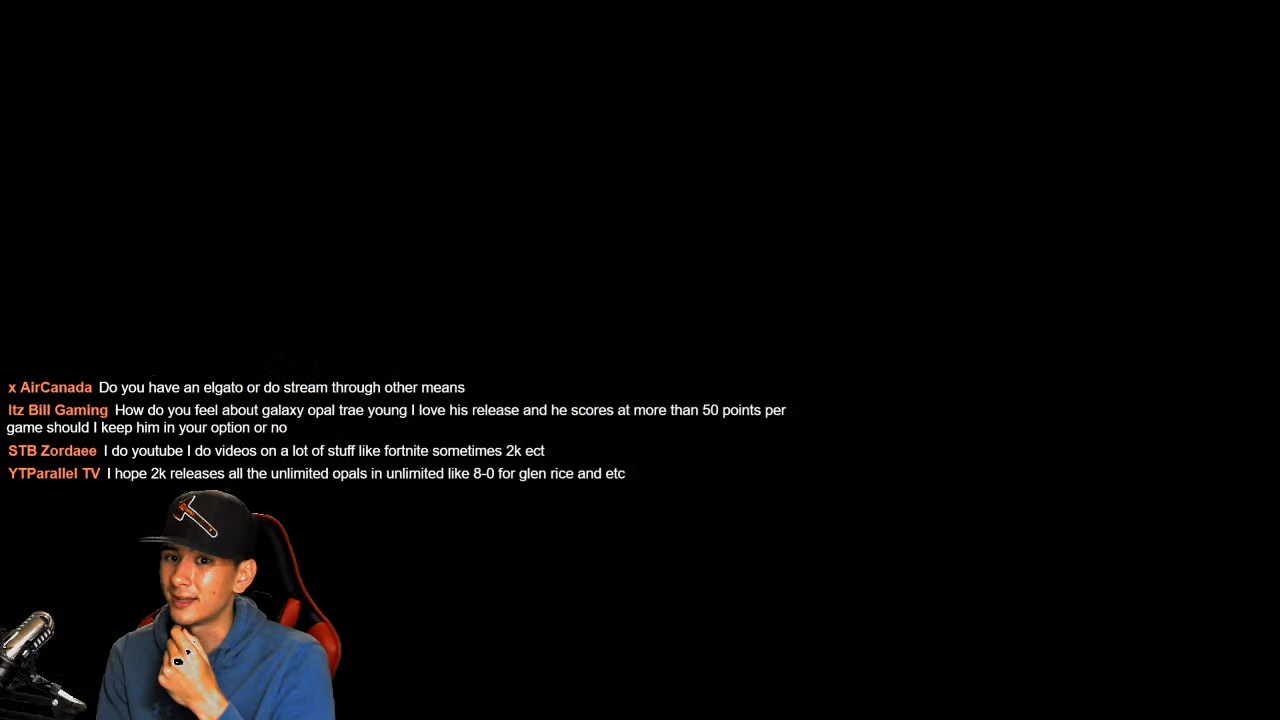 x AirCanada Do you have an elgato or do stream through other means
Itz Bill Gaming How do you feel about galaxy opal trae young I love his release and he scores at more than 50 points per
game should I keep him in your option or no
STB Zordaee I do youtube I do videos on a lot of stuff like fortnite sometimes 2k ect
YTParallel TV I hope 2k releases all the unlimited opals in unlimited like 8-0 for glen rice and etc